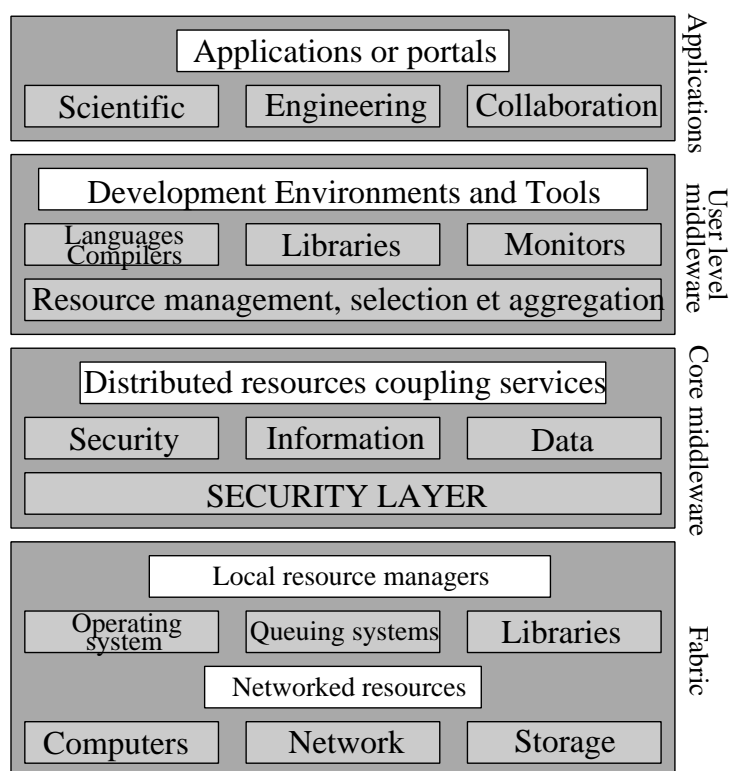 Applications or portals
Scientific
Engineering
Collaboration
Applications
Development Environments and Tools
Languages
Compilers
Libraries
Monitors
Resource management, selection et aggregation
User level
middleware
Distributed resources coupling services
Security
Information
Data
SECURITY LAYER
Core middleware
Local resource managers
Operating
system
Queuing systems
Libraries
Networked resources
Computers
Network
Storage
Fabric